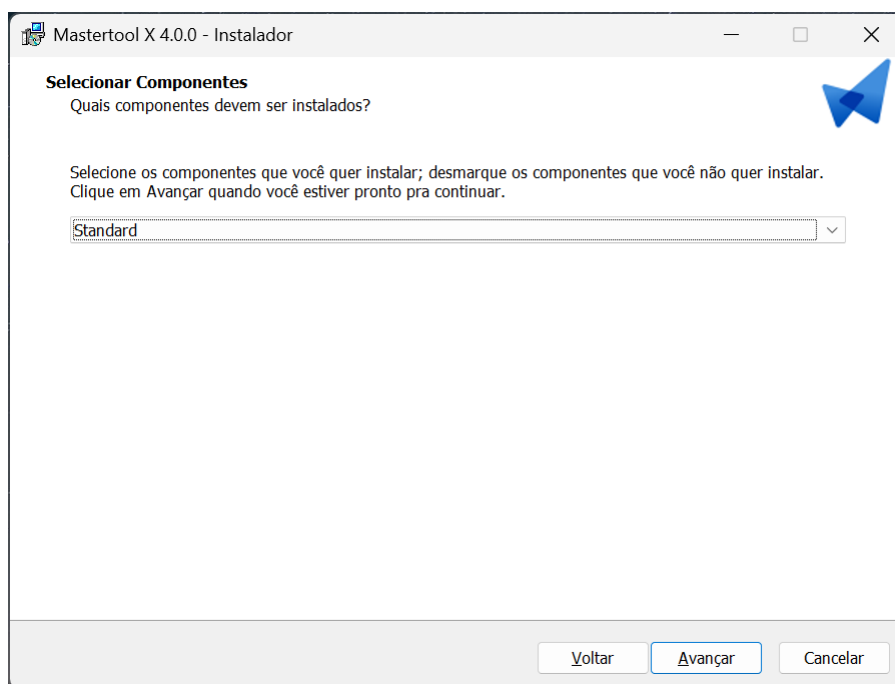 Mastertool X 4.0.0 - Instalador
Selecionar Componentes
Quais componentes devem ser instalados?
Selecione os componentes que você quer instalar; desmarque os componentes que você não quer instalar.
Clique em Avançar quando você estiver pronto pra continuar.
Standard
Voltar
Avançar
Cancelar